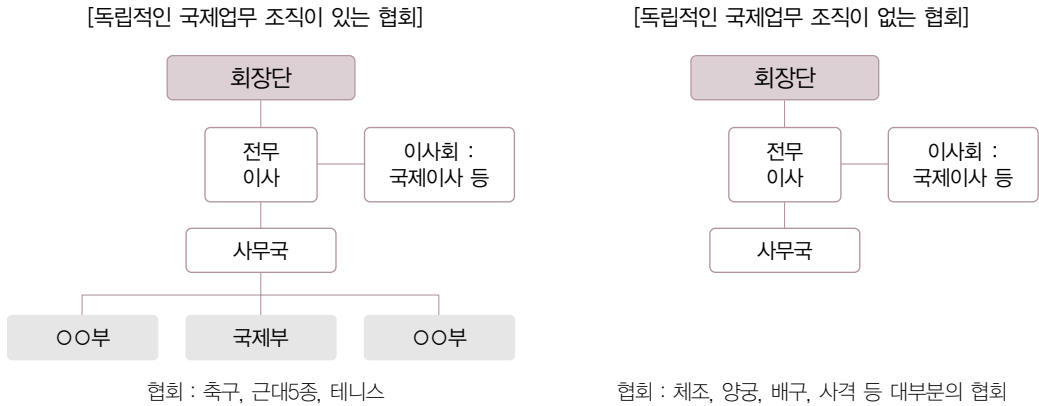 [독립적인 국제업무 조직이 있는 협회]
회장단
전무
이사
이사회 :
국제이사 등
사무국
○○부
국제부
○○부
협회 : 축구, 근대5종, 테니스
[독립적인 국제업무 조직이 없는 협회]
회장단
전무
이사
이사회 :
국제이사 등
사무국
협회 : 체조, 양궁, 배구, 사격 등 대부분의 협회